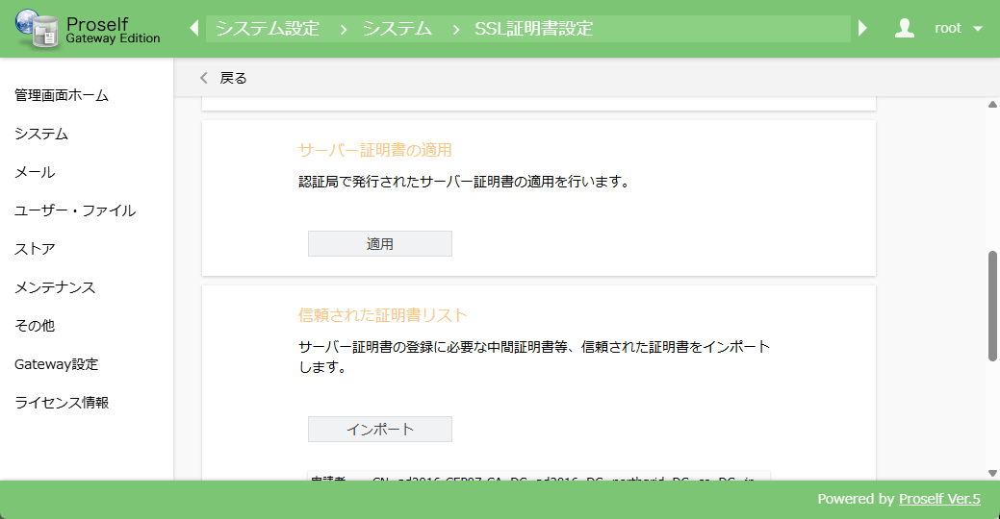 Proself
Gateway Edition
システム設定 システム SSL証明書設定
root
戻る
管理画面ホーム
システム
メール
ユーザー・ファイル
ストア
メンテナンス
その他
Gateway設定
ライセンス情報
サーバー証明書の適用
認証局で発行されたサーバー証明書の適用を行います。
適用
信頼された証明書リスト
サーバー証明書の登録に必要な中間証明書等、信頼された証明書をインポート
します。
インポート
申請者
Powered by Proself Ver.5